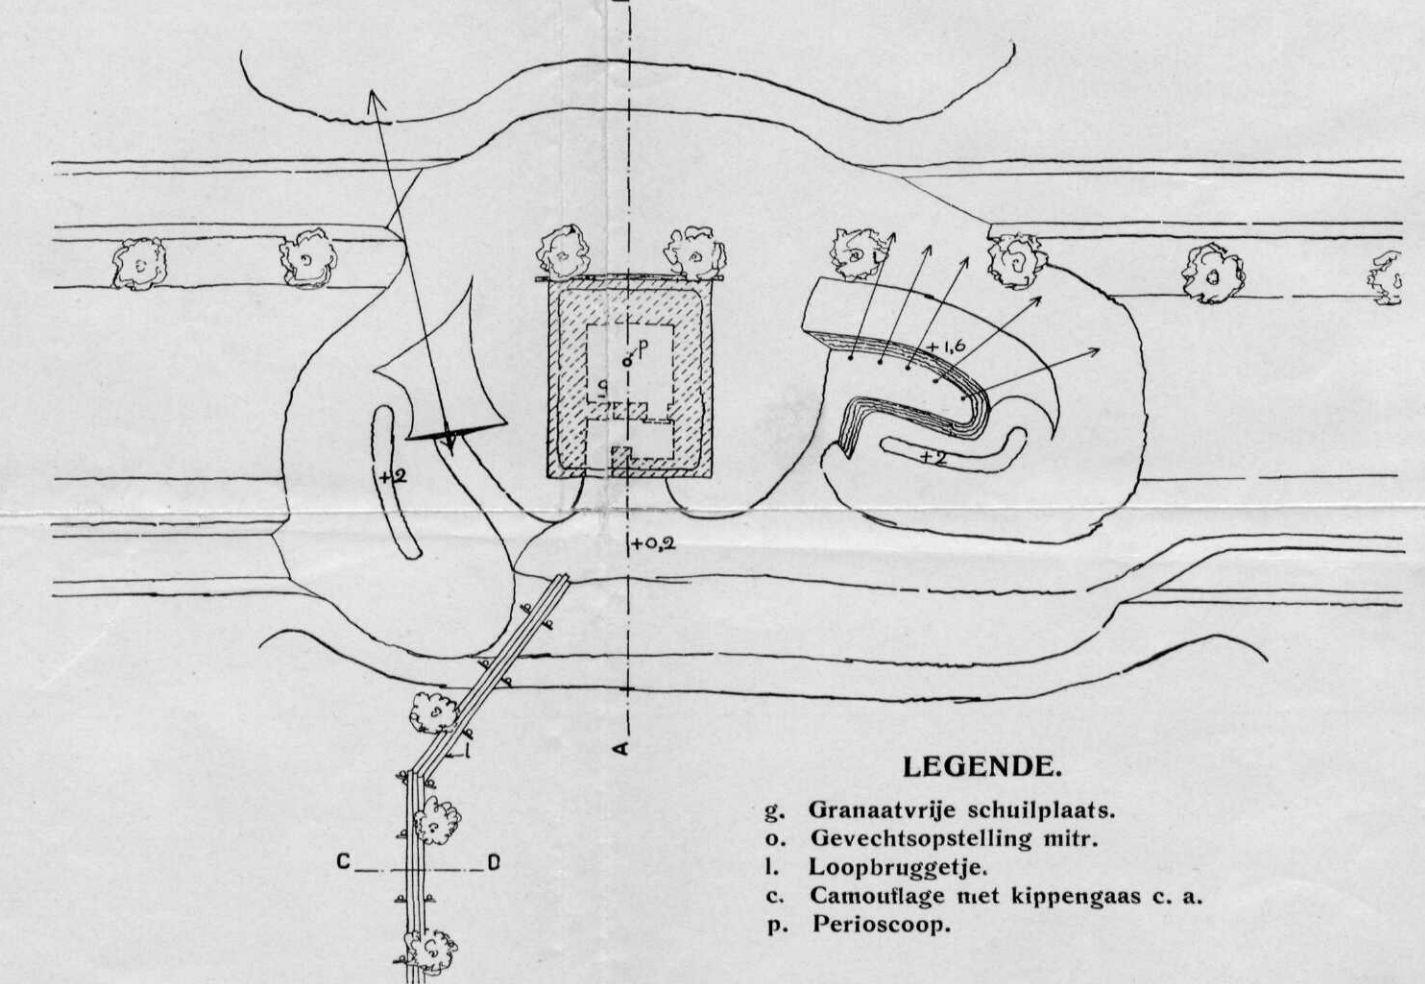 P
g
+1,6
+2
+2
+0,2
l
A
C D
LEGENDE.
g. Granaatvrije schuilplaats.
o. Gevechtsopstelling mitr.
l. Loopbruggetje.
c. Camouflage met kippengaas c. a.
p. Perioscoop.